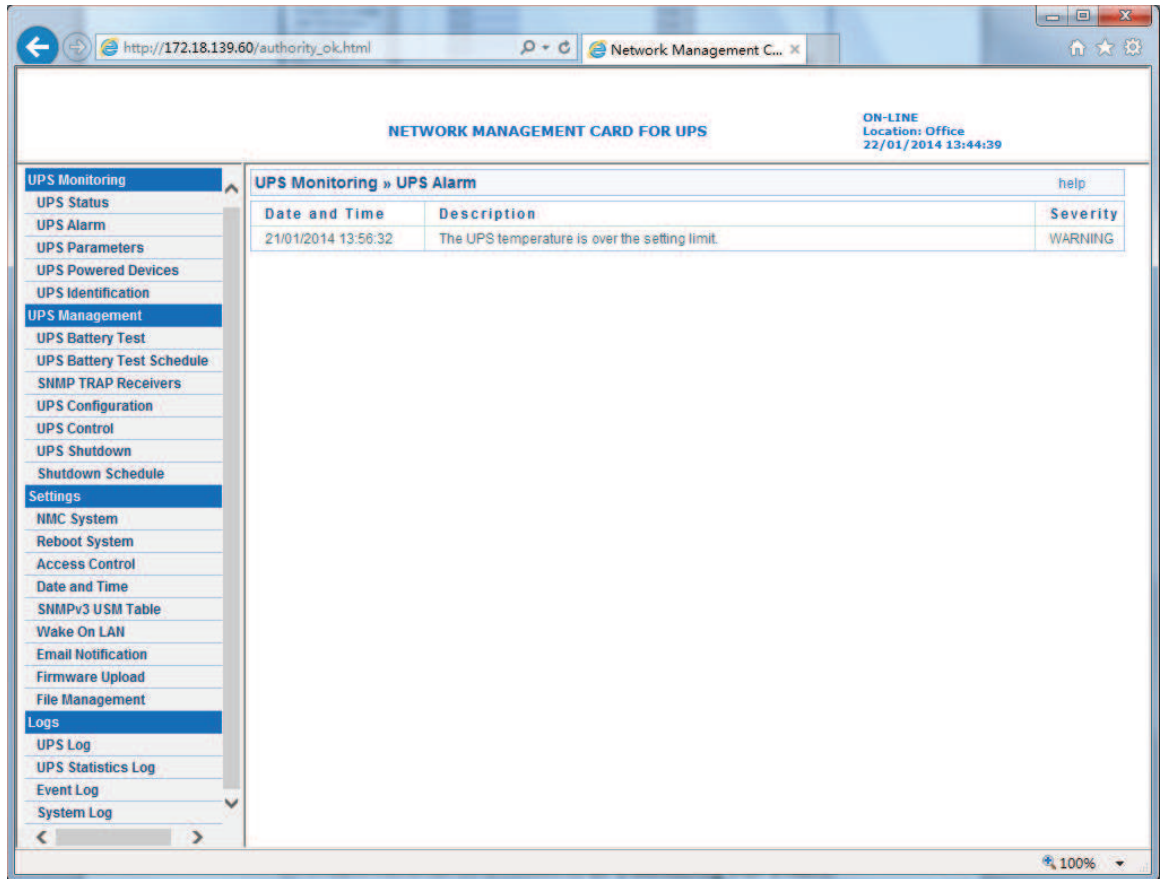 http://172.18.139.60/authority_ok.html
Network Management C...
NETWORK MANAGEMENT CARD FOR UPS
ON-LINE
Location: Office
22/01/2014 13:44:39
UPS Monitoring
UPS Status
UPS Alarm
UPS Parameters
UPS Powered Devices
UPS Identification
UPS Management
UPS Battery Test
UPS Battery Test Schedule
SNMP TRAP Receivers
UPS Configuration
UPS Control
UPS Shutdown
Shutdown Schedule
Settings
NMC System
Reboot System
Access Control
Date and Time
SNMPv3 USM Table
Wake On LAN
Email Notification
Firmware Upload
File Management
Logs
UPS Log
UPS Statistics Log
Event Log
System Log
UPS Monitoring » UPS Alarm help
Date and Time Description Severity
21/01/2014 13:56:32 The UPS temperature is over the setting limit. WARNING
100%